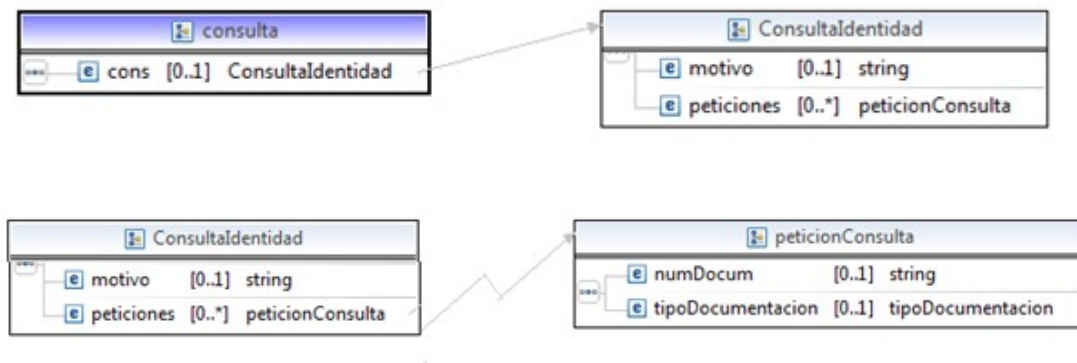 consulta
cons [0..1] ConsultaIdentidad
ConsultaIdentidad
motivo [0..1] string
peticiones [0..*] peticionConsulta
ConsultaIdentidad
motivo [0..1] string
peticiones [0..*] peticionConsulta
peticionConsulta
numDocum [0..1] string
tipoDocumentacion [0..1] tipoDocumentacion